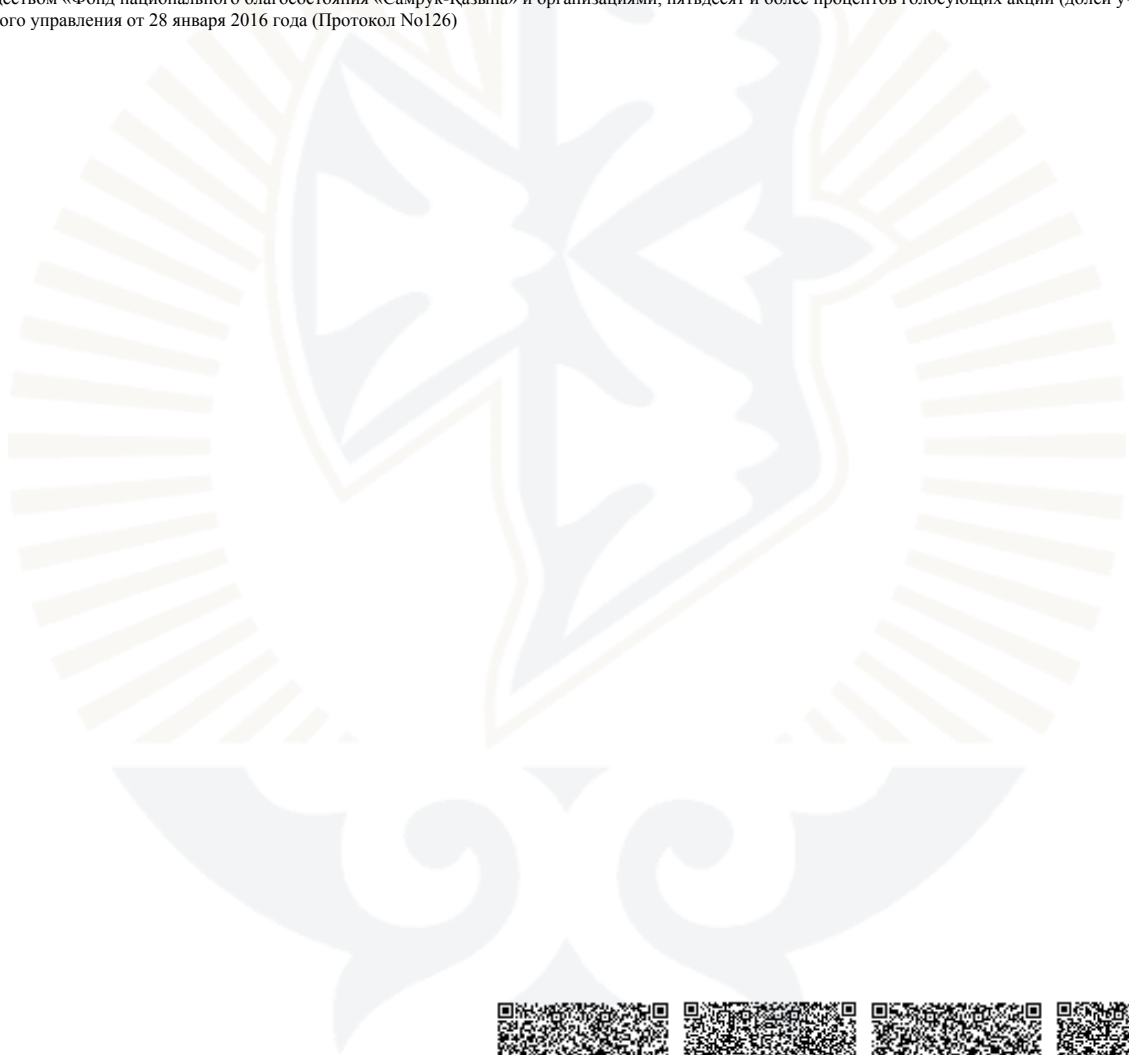 «Фонд национального благосостояния «Самрук-Қазына» и организациями, пятьдесят и более процентов голосующих акций (долей
управления от 28 января 2016 года (Протокол No126)